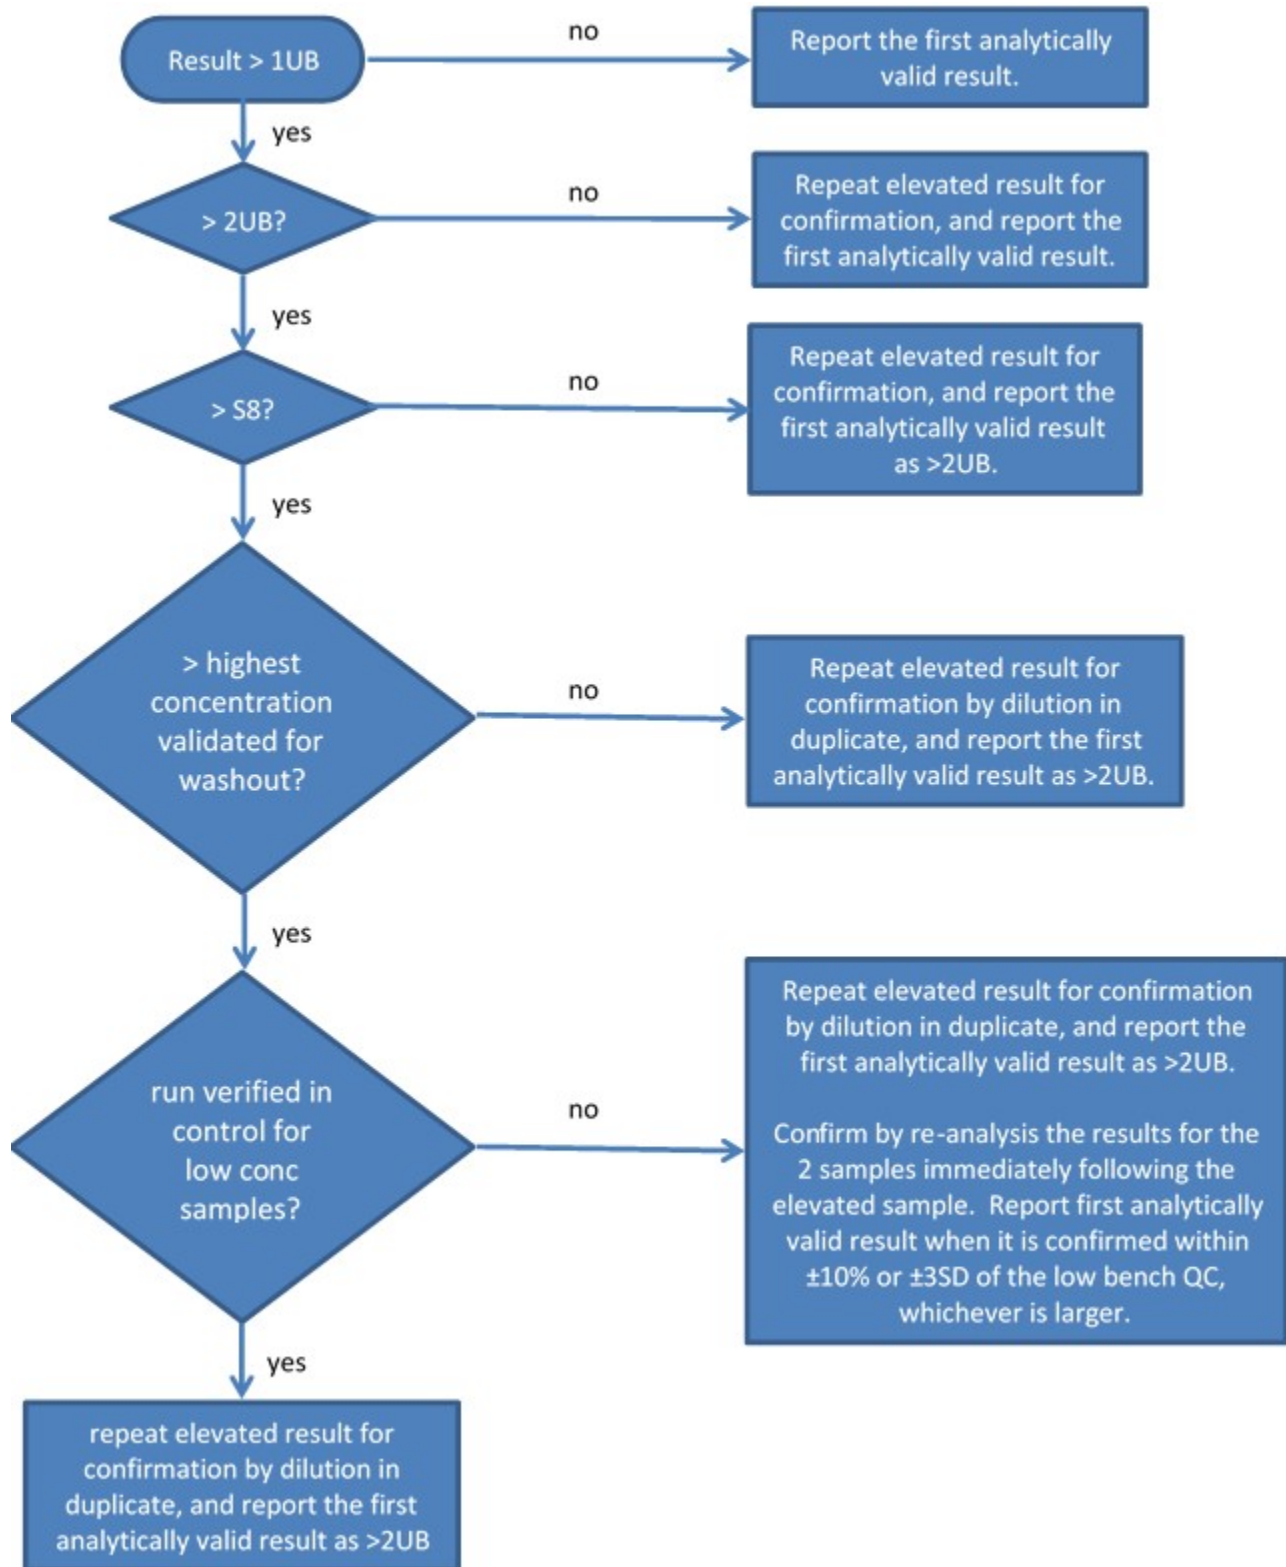 Result > 1UB
no
Report the first analytically
valid result.
yes
> 2UB?
no
Repeat elevated result for
confirmation, and report the
first analytically valid result.
yes
> S8?
no
Repeat elevated result for
confirmation, and report the
first analytically valid result
as >2UB.
yes
> highest
concentration
validated for
washout?
no
Repeat elevated result for
confirmation by dilution in
duplicate, and report the first
analytically valid result as >2UB.
yes
run verified in
control for
low conc
samples?
no
Repeat elevated result for confirmation
by dilution in duplicate, and report the
first analytically valid result as >2UB.
Confirm by re-analysis the results for the
2 samples immediately following the
elevated sample.  Report first analytically
valid result when it is confirmed within
±10% or ±3SD of the low bench QC,
whichever is larger.
yes
repeat elevated result for
confirmation by dilution in
duplicate, and report the first
analytically valid result as >2UB